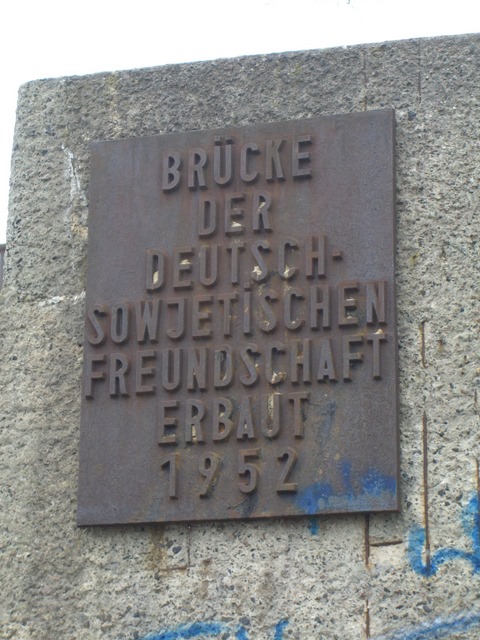 BRÜCKE
DER
DEUTSCH-
SOWJETISCHEN
FREUNDSCHAFT
ERBAUT
1952